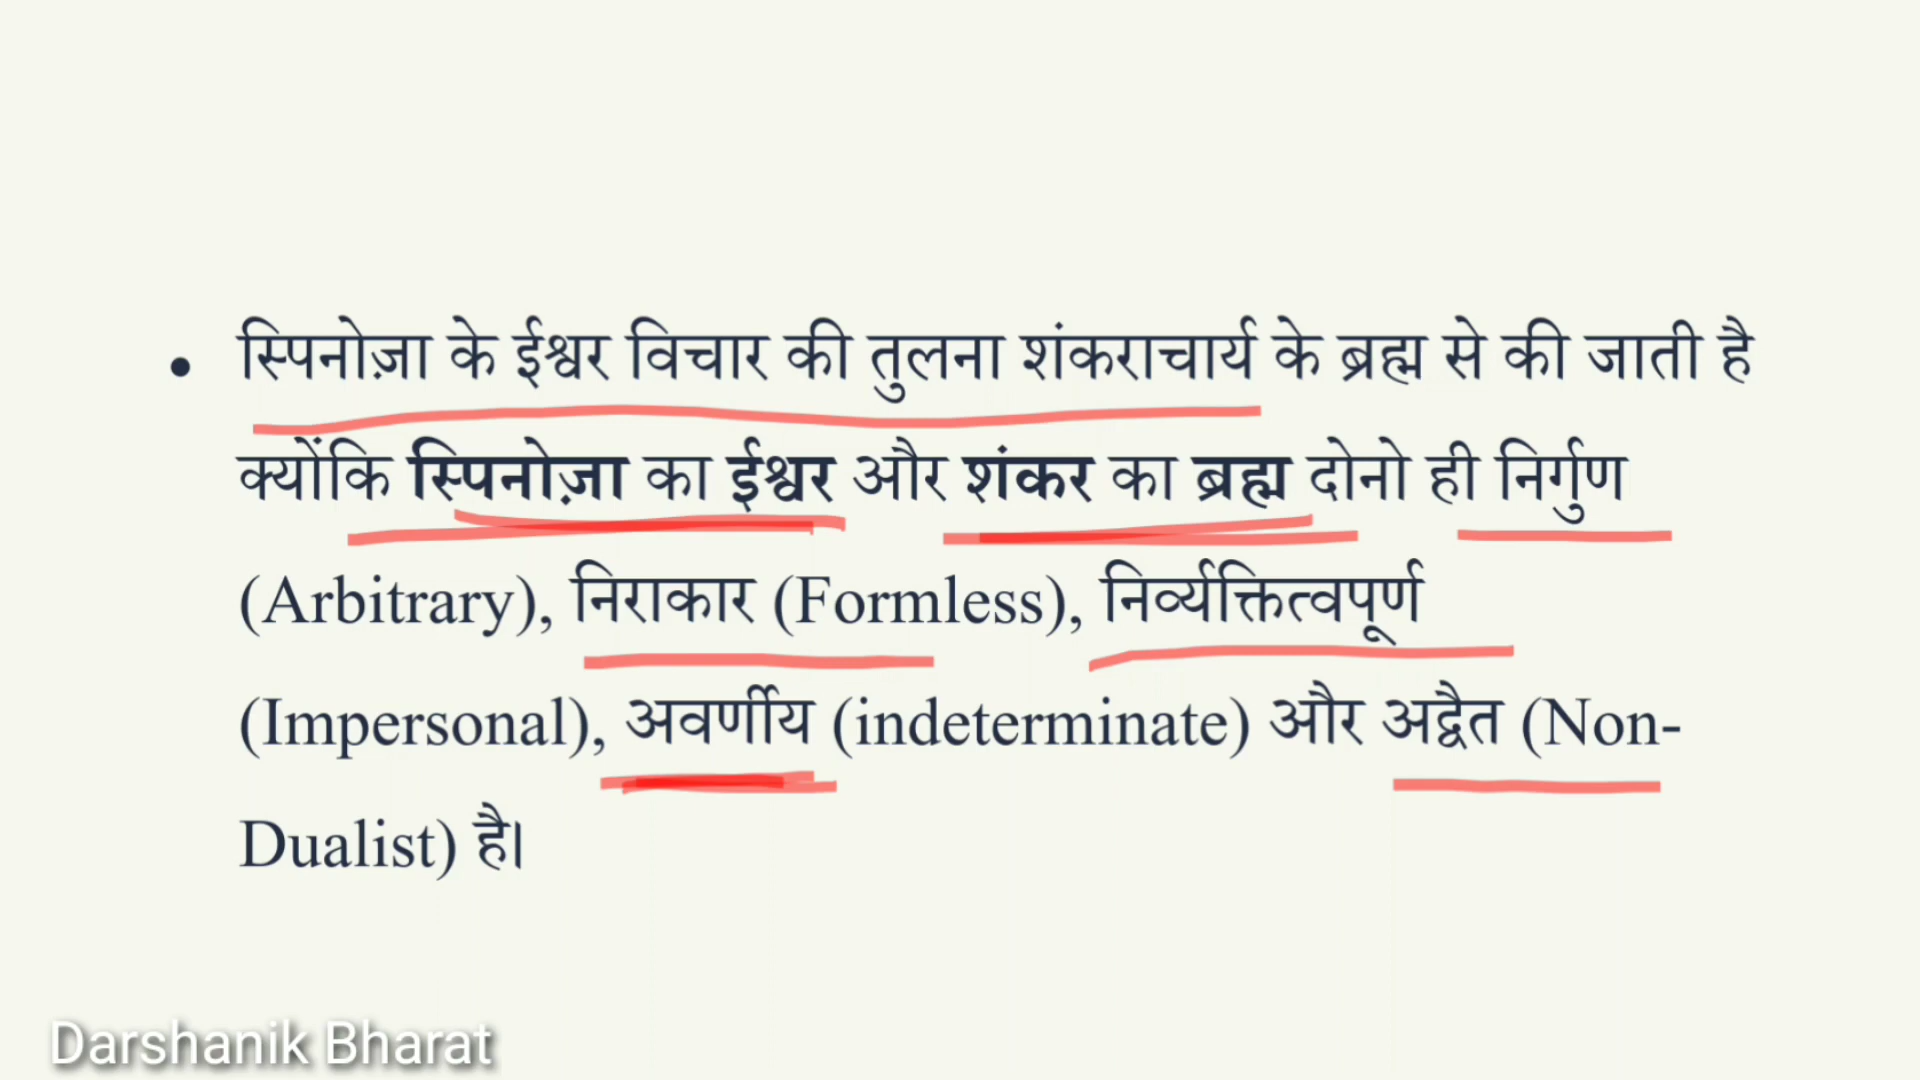 • स्पिनोज़ा के ईश्वर विचार की तुलना शंकराचार्य के ब्रह्म से की जाती है
क्योंकि स्पिनोज़ा का ईश्वर और शंकर का ब्रह्म दोनो ही निर्गुण
(Arbitrary), निराकार (Formless), निर्व्यक्तित्वपूर्ण
(Impersonal), अवर्णीय (indeterminate) और अद्वैत (Non-
Dualist) है।
Darshanik Bharat